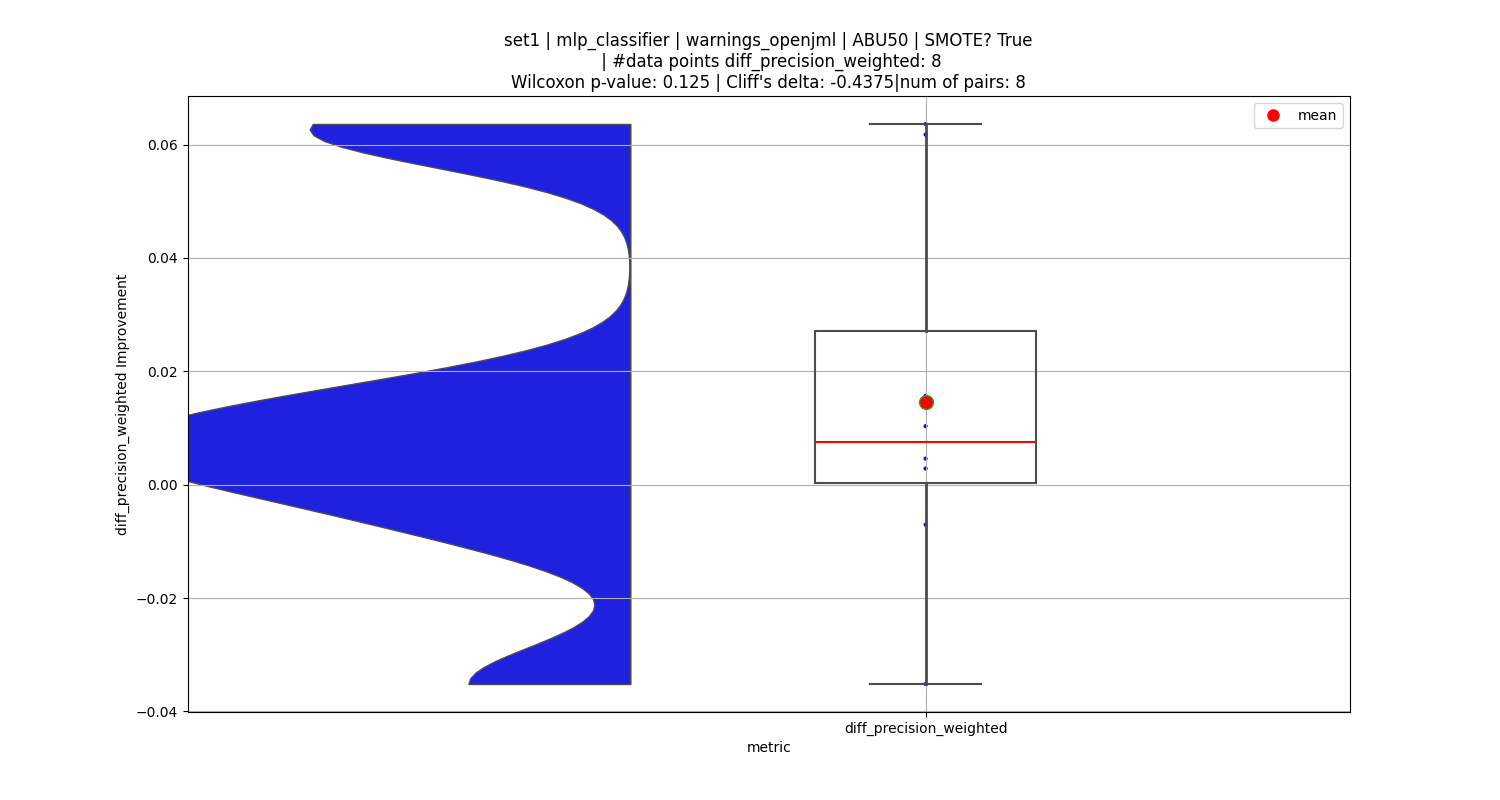 set1 | mlp_classifier | warnings_openjml | ABU50 | SMOTE? True
| #data points diff_precision_weighted: 8
Wilcoxon p-value: 0.125 | Cliff's delta: -0.4375|num of pairs: 8
mean
0.06
0.04
0.02
0.00
−0.02
−0.04
diff_precision_weighted Improvement
diff_precision_weighted
metric